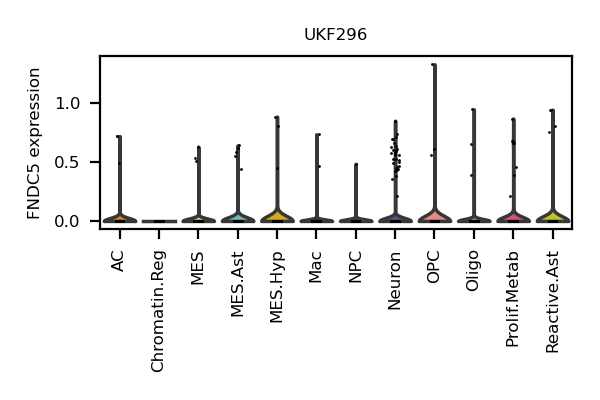 UKF296
FNDC5 expression
1.0
0.5
0.0
AC
Chromatin.Reg
MES
MES.Ast
MES.Hyp
Mac
NPC
Neuron
OPC
Oligo
Prolif.Metab
Reactive.Ast